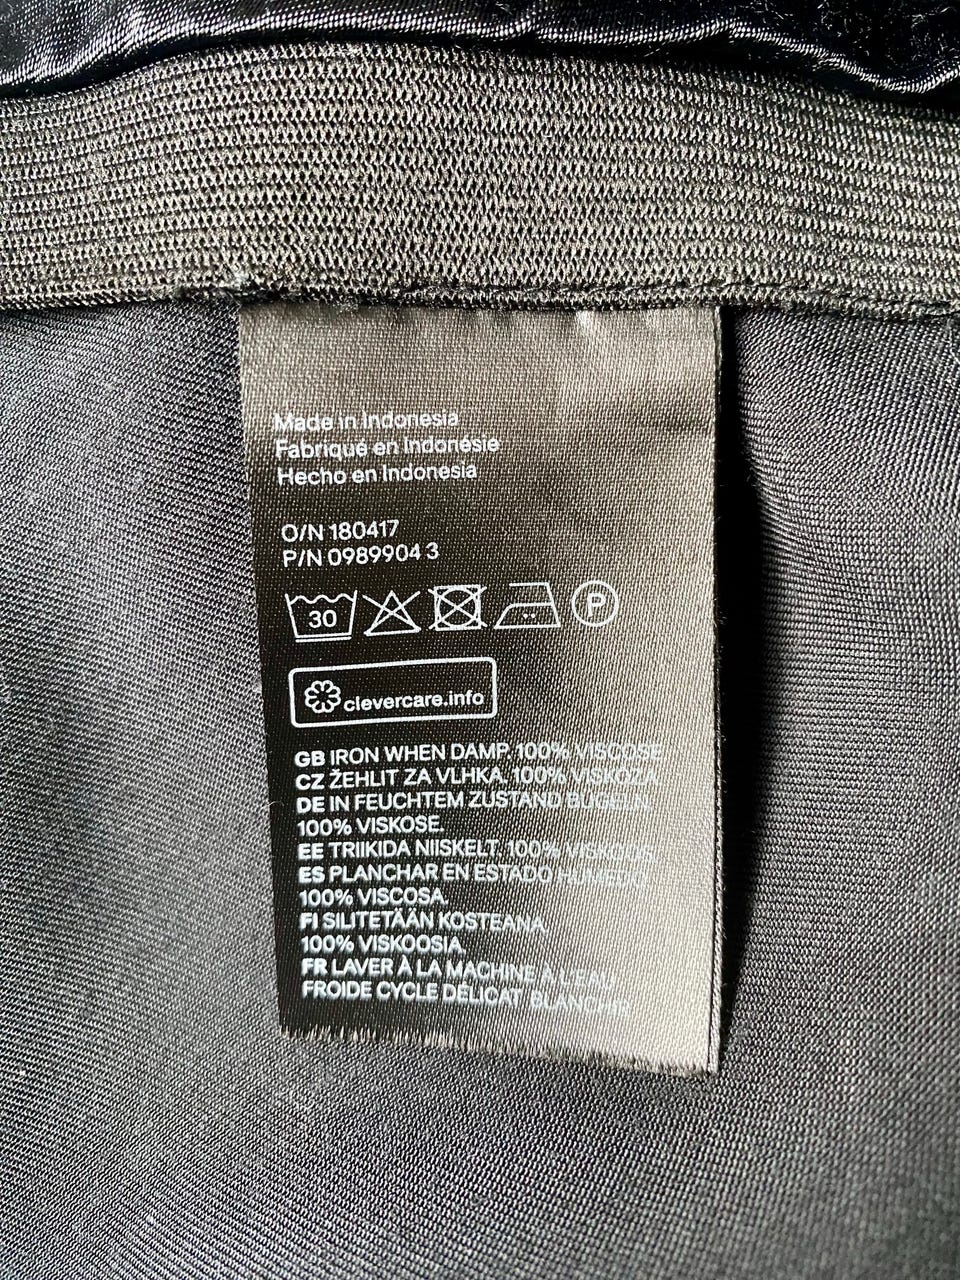 Made in Indonesia
Fabriqué en Indonésie
Hecho en Indonesia
O/N 180417
P/N 0989904 3
30 P
clevercare.info
GB IRON WHEN DAMP. 100% VISCOSE.
CZ ŽEHLIT ZA VLHKA. 100% VISKÓZA.
DE IN FEUCHTEM ZUSTAND BÜGELN.
100% VISKOSE.
EE TRIIKIDA NIISKELT. 100% VISKOOS.
ES PLANCHAR EN ESTADO HÚMEDO.
100% VISCOSA.
FI SILITETÄÄN KOSTEANA.
100% VISKOOSIA.
FR LAVER À LA MACHINE À L'EAU
FROIDE CYCLE DÉLICAT BLANCHIR